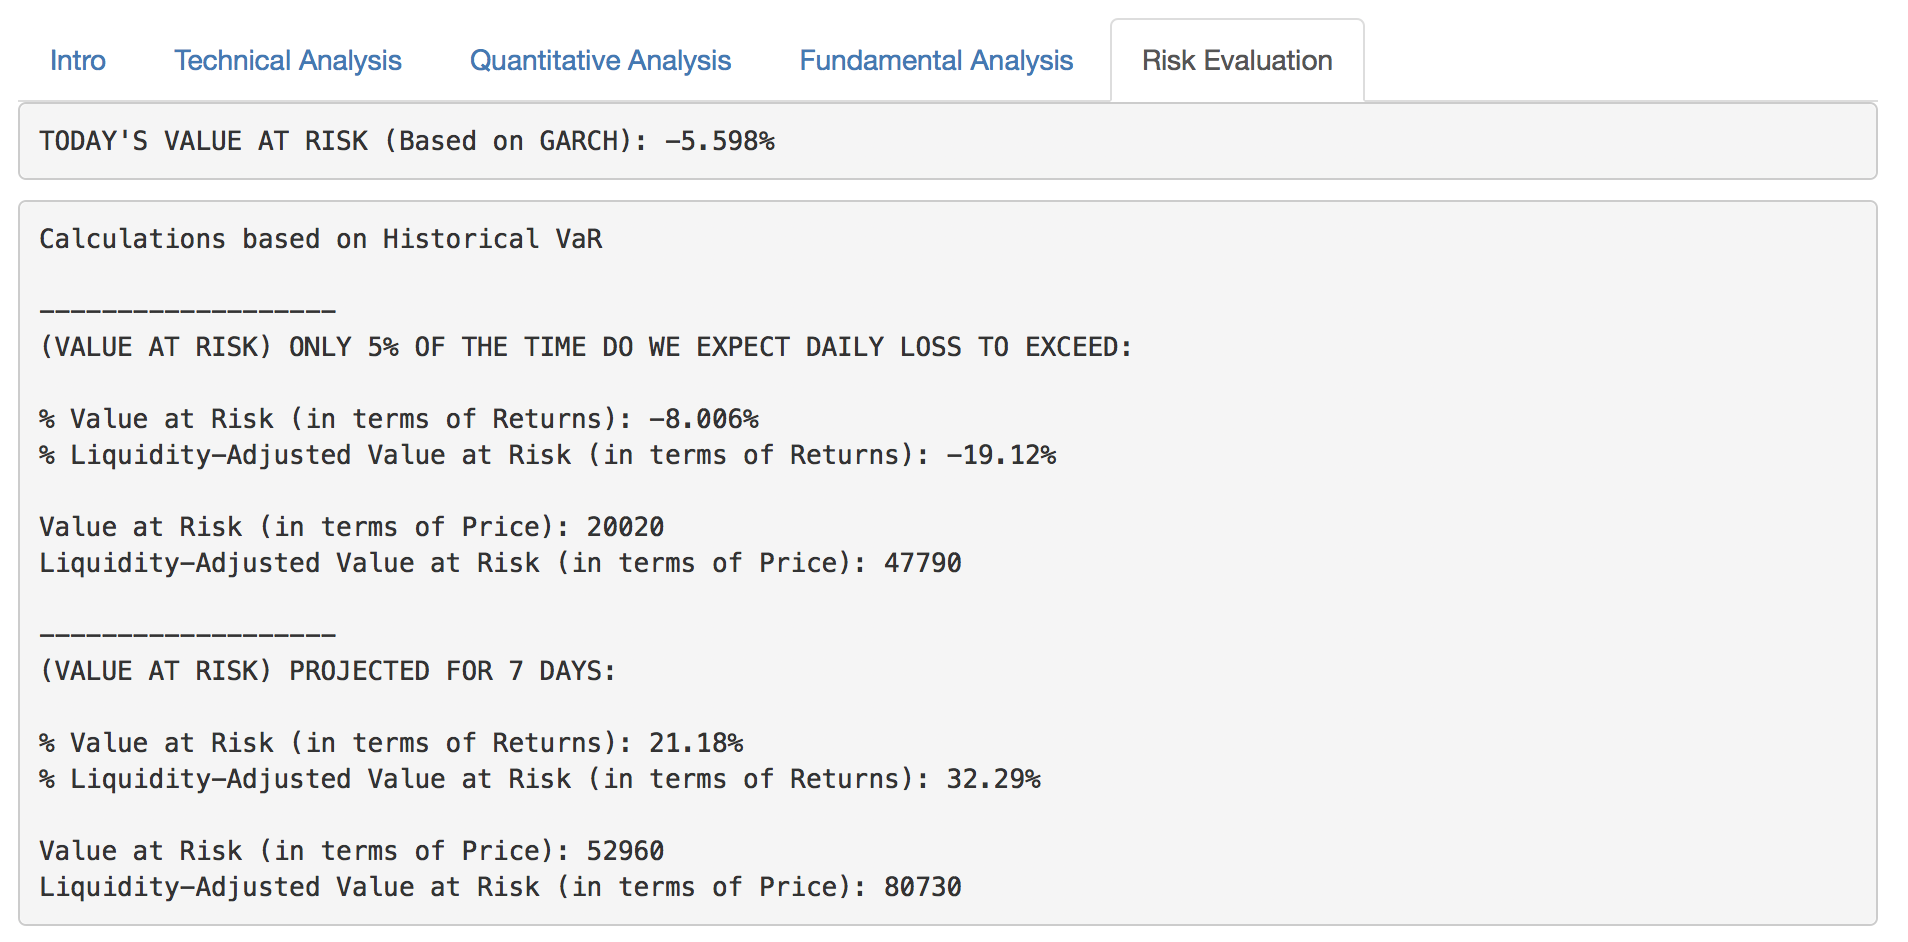 Intro Technical Analysis Quantitative Analysis Fundamental Analysis Risk Evaluation
TODAY'S VALUE AT RISK (Based on GARCH): -5.598%
Calculations based on Historical VaR
-------------------
(VALUE AT RISK) ONLY 5% OF THE TIME DO WE EXPECT DAILY LOSS TO EXCEED:
% Value at Risk (in terms of Returns): -8.006%
% Liquidity-Adjusted Value at Risk (in terms of Returns): -19.12%
Value at Risk (in terms of Price): 20020
Liquidity-Adjusted Value at Risk (in terms of Price): 47790
-------------------
(VALUE AT RISK) PROJECTED FOR 7 DAYS:
% Value at Risk (in terms of Returns): 21.18%
% Liquidity-Adjusted Value at Risk (in terms of Returns): 32.29%
Value at Risk (in terms of Price): 52960
Liquidity-Adjusted Value at Risk (in terms of Price): 80730